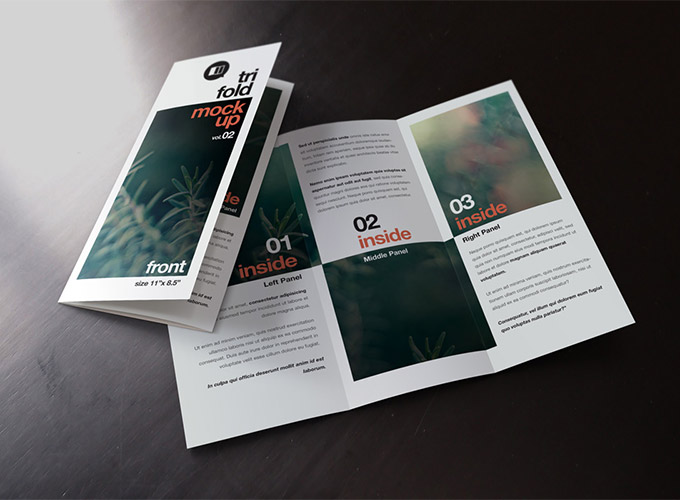 tri
fold
mock
up
vol.02
front
size 11"x 8.5"
inside
Panel
adipiscing
01
inside
Left Panel
dolor sit amet, consectetur adipiscing
eiusmod tempor incididunt ut labore et
dolore magna aliqua.
Ut enim ad minim veniam, quis nostrud exercitation
ullamco laboris nisi ut aliquip ex ea commodo
consequat. Duis aute irure dolor in reprehenderit in
voluptate velit esse cillum dolore eu fugiat.
In culpa qui officia deserunt mollit anim id est
laborum.
Sed ut perspiciatis unde omnis iste natus error
sit voluptatem accusantium doloremque
totam rem aperiam, eaque ipsa quae ab illo
inventore veritatis et quasi architecto beatae vitae
dicta sunt explicabo.
Nemo enim ipsam voluptatem quia voluptas sit
aspernatur aut odit aut fugit, sed quia
consequuntur magni dolores eos qui ratione voluptatem
sequi nesciunt. Neque porro quisquam est, qui
dolorem ipsum quia dolor sit amet, consectetur.
02
inside
Middle Panel
03
inside
Right Panel
Neque porro quisquam est, qui dolorem ipsum
quia dolor sit amet, consectetur, adipisci velit, sed
quia non numquam eius modi tempora incidunt ut
labore et dolore magnam aliquam quaerat
voluptatem.
Ut enim ad minima veniam, quis nostrum
ullam corporis suscipit laboriosam, nisi ut
aliquid ex ea commodi consequatur?
Consequatur, vel illum qui dolorem eum fugiat
quo voluptas nulla pariatur?"